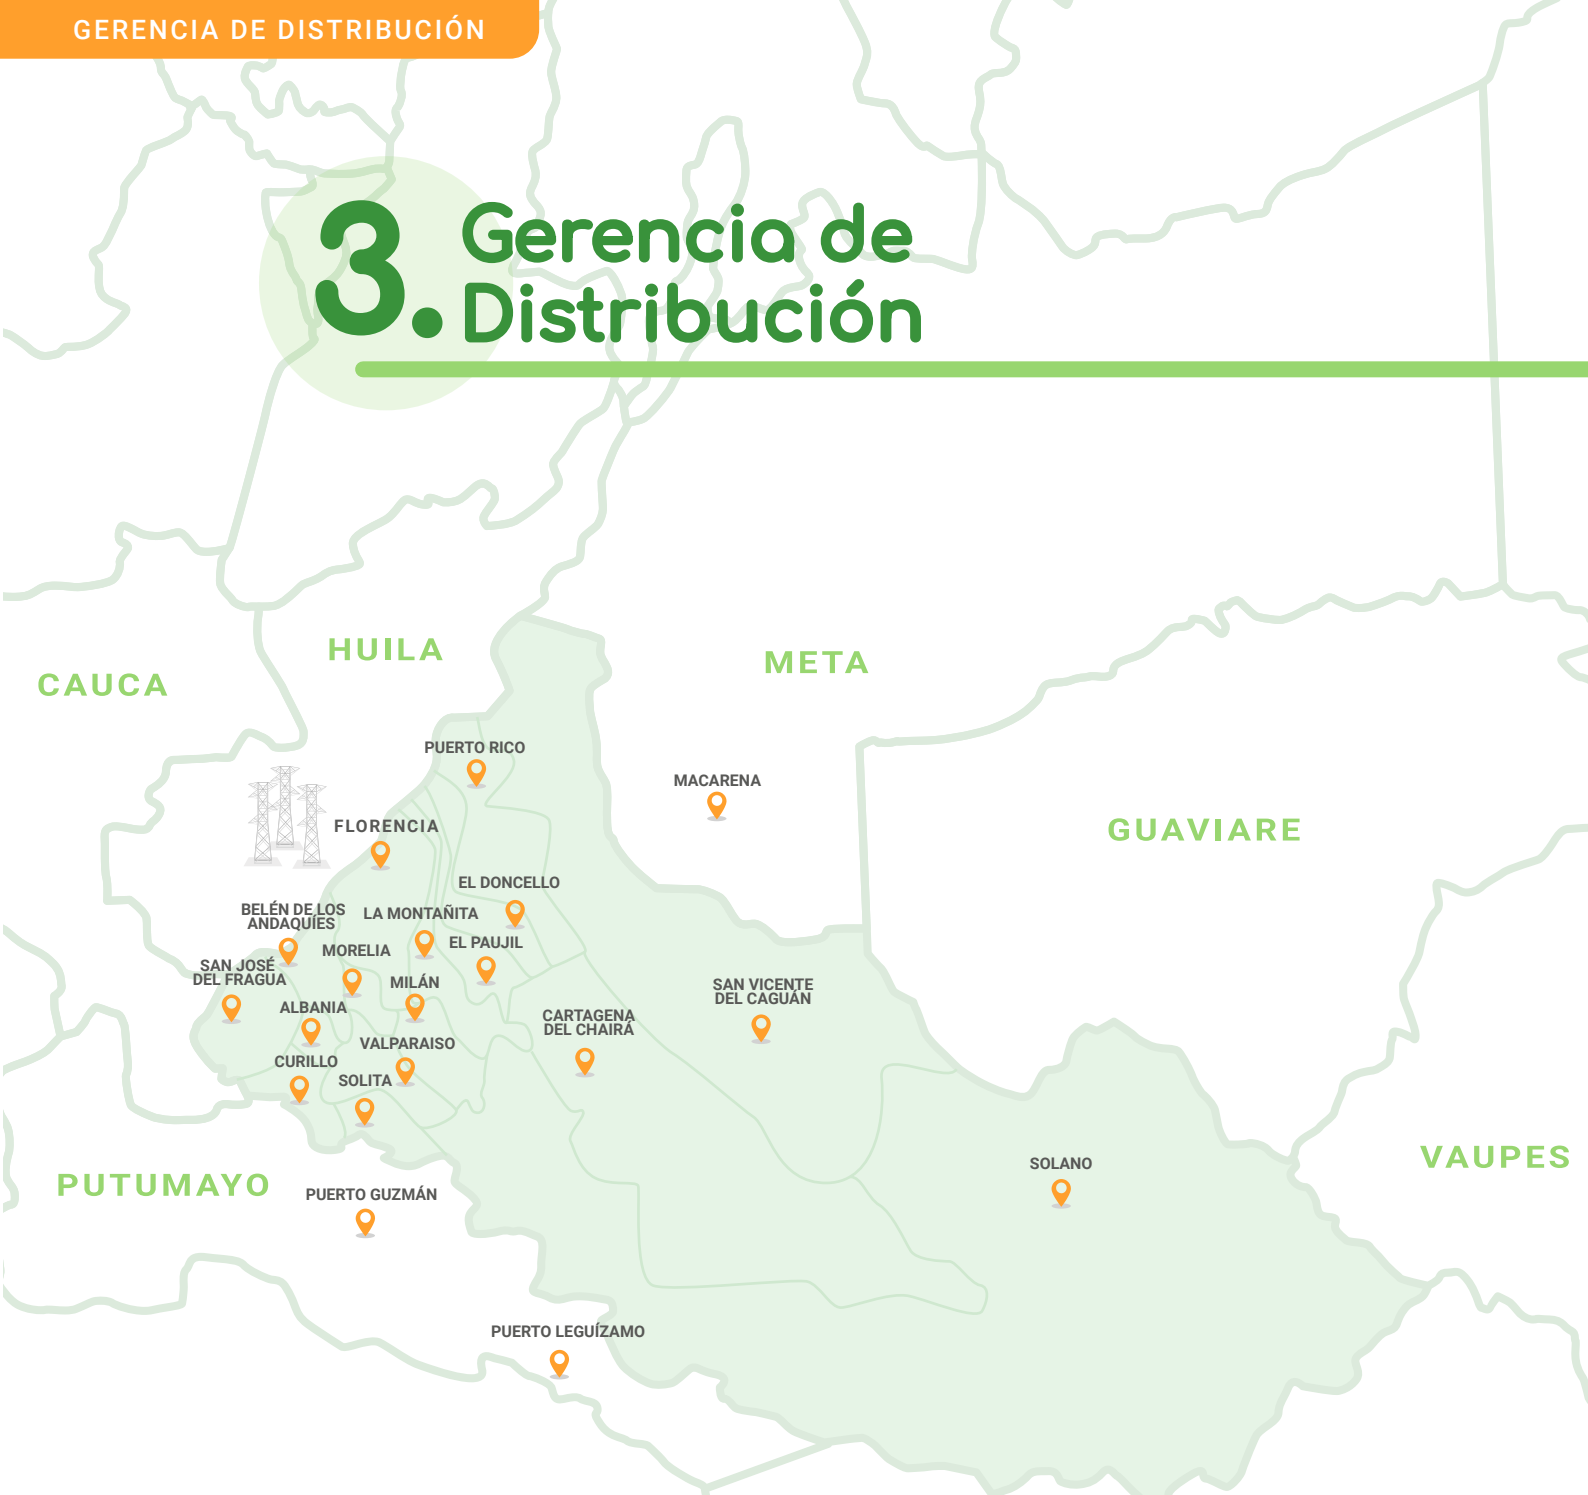 GERENCIA DE DISTRIBUCIÓN
3. Gerencia de
Distribución
HUILA
META
CAUCA
PUERTO RICO
MACARENA
FLORENCIA
GUAVIARE
EL DONCELLO
BELÉN DE LOS
ANDAQUÍES
LA MONTAÑITA
MORELIA
EL PAUJIL
SAN JOSÉ
DEL FRAGUA
MILÁN
SAN VICENTE
DEL CAGUÁN
ALBANIA
CARTAGENA
DEL CHAIRÁ
VALPARAISO
CURILLO
SOLITA
VAUPES
SOLANO
PUTUMAYO
PUERTO GUZMÁN
PUERTO LEGUÍZAMO